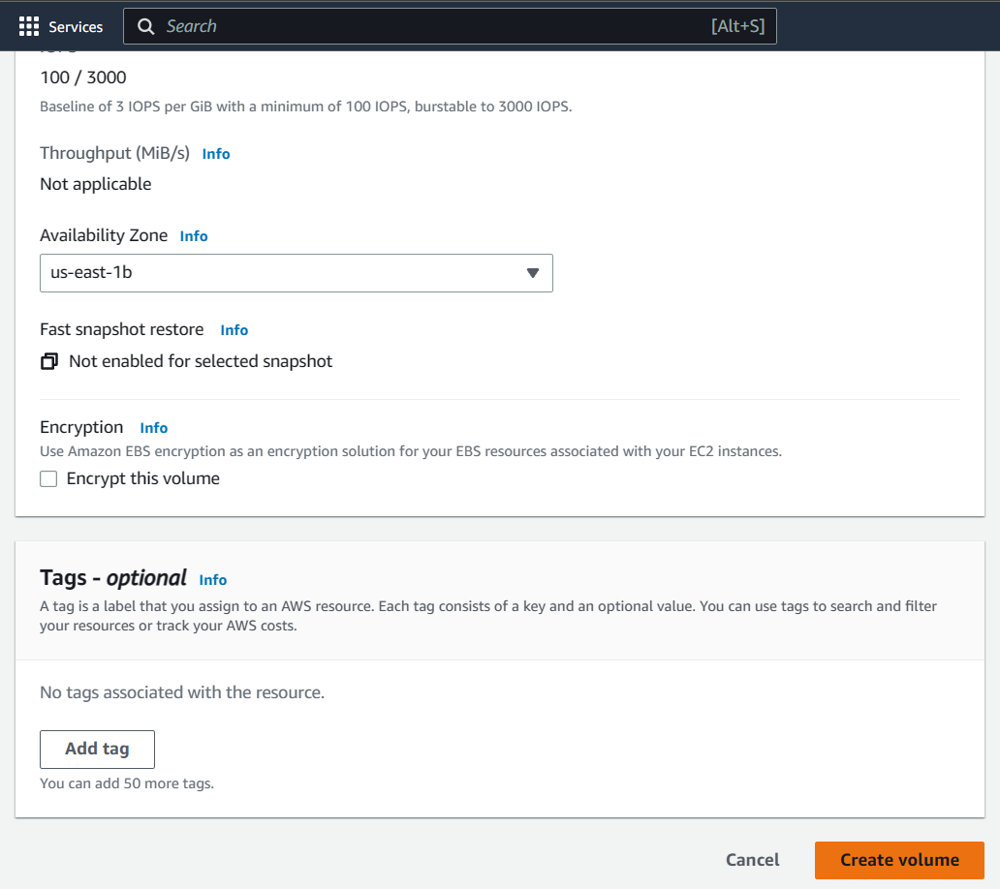 Services
Search
[Alt+S]
100 / 3000
Baseline of 3 IOPS per GiB with a minimum of 100 IOPS, burstable to 3000 IOPS.
Throughput (MiB/s) Info
Not applicable
Availability Zone Info
us-east-1b
Fast snapshot restore Info
Not enabled for selected snapshot
Encryption Info
Use Amazon EBS encryption as an encryption solution for your EBS resources associated with your EC2 instances.
Encrypt this volume
Tags - optional Info
A tag is a label that you assign to an AWS resource. Each tag consists of a key and an optional value. You can use tags to search and filter
your resources or track your AWS costs.
No tags associated with the resource.
Add tag
You can add 50 more tags.
Cancel
Create volume